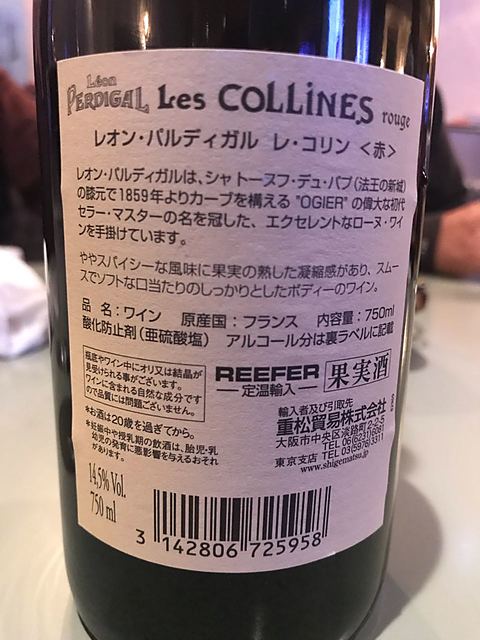 Léon
PERDIGAL Les COLLINES rouge
レオン・パルディガル レ・コリン <赤>
レオン・パルディガルは、シャトーヌフ・デュ・パプ(法王の新城)
の膝元で1859年よりカーブを構える "OGIER" の偉大な初代
セラー・マスターの名を冠した、エクセレントなローヌ・ワイ
ンを手掛けています。
ややスパイシーな風味に果実の熟した凝縮感があり、スムー
スでソフトな口当たりのしっかりとしたボディーのワイン。
品 名:ワイン 原産国:フランス 内容量:750ml
酸化防止剤(亜硫酸塩) アルコール分は裏ラベルに記載
瓶底やワイン中にオリ又は結晶が
見受けられる事がございます。
ワインに含まれる自然な成分です
ので品質には問題ございません。
REEFER
定温輸入
果実酒
*お酒は20歳を過ぎてから。
*妊娠中や授乳期の飲酒は、胎児・乳
幼児の発育に悪影響を与えるおそれ
があります。
輸入者及び引取先
重松貿易株式会社
大阪市中央区淡路町2-2-5
TEL 06(6231)6081
東京支店 TEL 03(5976)3311
www.shigematsu.jp
14,5% Vol.
750 ml
3 142806 725958